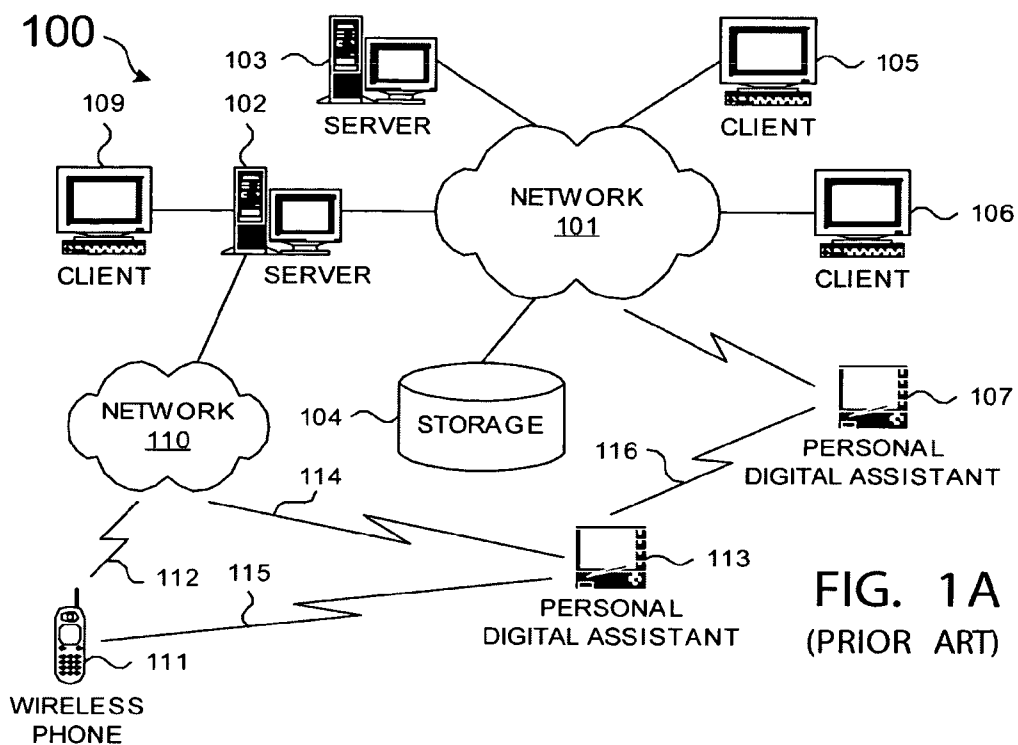 100
103
SERVER
105
CLIENT
109
102
CLIENT
SERVER
NETWORK
101
106
CLIENT
NETWORK
110
104
STORAGE
107
PERSONAL
DIGITAL ASSISTANT
116
114
112
115
113
PERSONAL
DIGITAL ASSISTANT
111
WIRELESS
PHONE
FIG. 1A
(PRIOR ART)